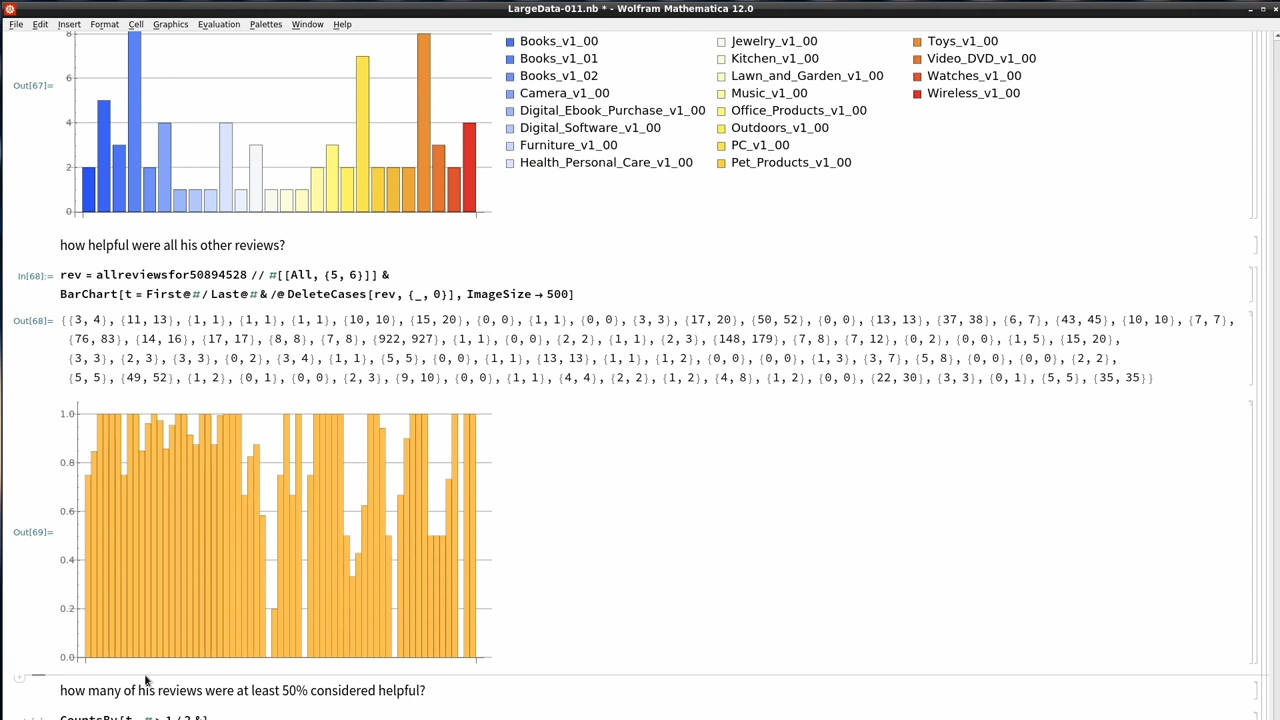 LargeData-011.nb * - Wolfram Mathematica 12.0
File Edit Insert Format Cell Graphics Evaluation Palettes Window Help
Out[67]=
8
6
4
2
0
Books_v1_00
Books_v1_01
Books_v1_02
Camera_v1_00
Digital_Ebook_Purchase_v1_00
Digital_Software_v1_00
Furniture_v1_00
Health_Personal_Care_v1_00
Jewelry_v1_00
Kitchen_v1_00
Lawn_and_Garden_v1_00
Music_v1_00
Office_Products_v1_00
Outdoors_v1_00
PC_v1_00
Pet_Products_v1_00
Toys_v1_00
Video_DVD_v1_00
Watches_v1_00
Wireless_v1_00
how helpful were all his other reviews?
In[68]:= rev = allreviewsfor50894528 // #[[All, {5, 6}]] &
BarChart[t = First@# / Last@# & /@ DeleteCases[rev, {_, 0}], ImageSize → 500]
Out[68]= {{3, 4}, {11, 13}, {1, 1}, {1, 1}, {1, 1}, {10, 10}, {15, 20}, {0, 0}, {1, 1}, {0, 0}, {3, 3}, {17, 20}, {50, 52}, {0, 0}, {13, 13}, {37, 38}, {6, 7}, {43, 45}, {10, 10}, {7, 7},
{76, 83}, {14, 16}, {17, 17}, {8, 8}, {7, 8}, {922, 927}, {1, 1}, {0, 0}, {2, 2}, {1, 1}, {2, 3}, {148, 179}, {7, 8}, {7, 12}, {0, 2}, {0, 0}, {1, 5}, {15, 20},
{3, 3}, {2, 3}, {3, 3}, {0, 2}, {3, 4}, {1, 1}, {5, 5}, {0, 0}, {1, 1}, {13, 13}, {1, 1}, {1, 2}, {0, 0}, {0, 0}, {1, 3}, {3, 7}, {5, 8}, {0, 0}, {0, 0}, {2, 2},
{5, 5}, {49, 52}, {1, 2}, {0, 1}, {0, 0}, {2, 3}, {9, 10}, {0, 0}, {1, 1}, {4, 4}, {2, 2}, {1, 2}, {4, 8}, {1, 2}, {0, 0}, {22, 30}, {3, 3}, {0, 1}, {5, 5}, {35, 35}}
Out[69]=
1.0
0.8
0.6
0.4
0.2
0.0
how many of his reviews were at least 50% considered helpful?